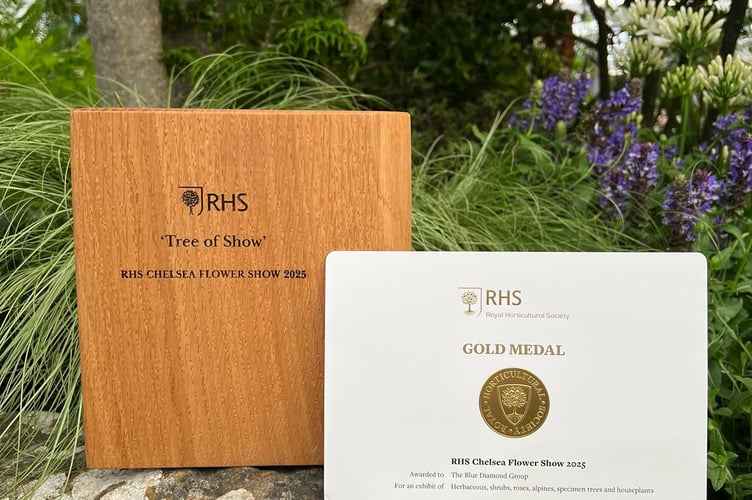 RHS
‘Tree of Show’
RHS CHELSEA FLOWER SHOW 2025
RHS
Royal Horticultural Society
GOLD MEDAL
ROYAL HORTICULTURAL SOCIETY
RHS Chelsea Flower Show 2025
Awarded to The Blue Diamond Group
For an exhibit of Herbaceous, shrubs, roses, alpines, specimen trees and houseplants